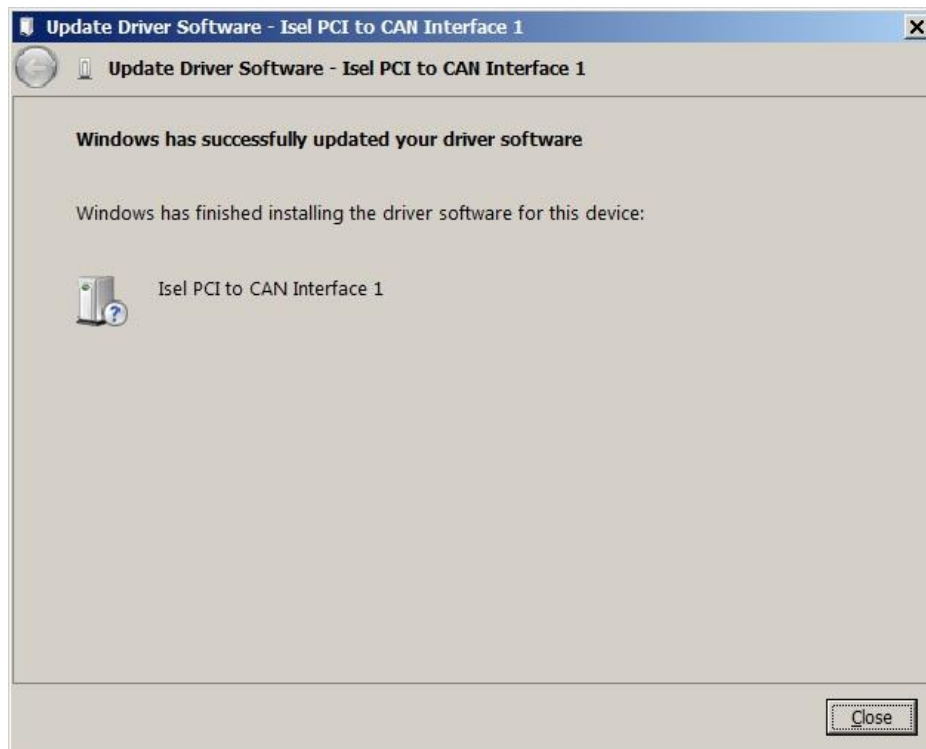 Update Driver Software - Isel PCI to CAN Interface 1
Update Driver Software - Isel PCI to CAN Interface 1
Windows has successfully updated your driver software
Windows has finished installing the driver software for this device:
Isel PCI to CAN Interface 1
Close